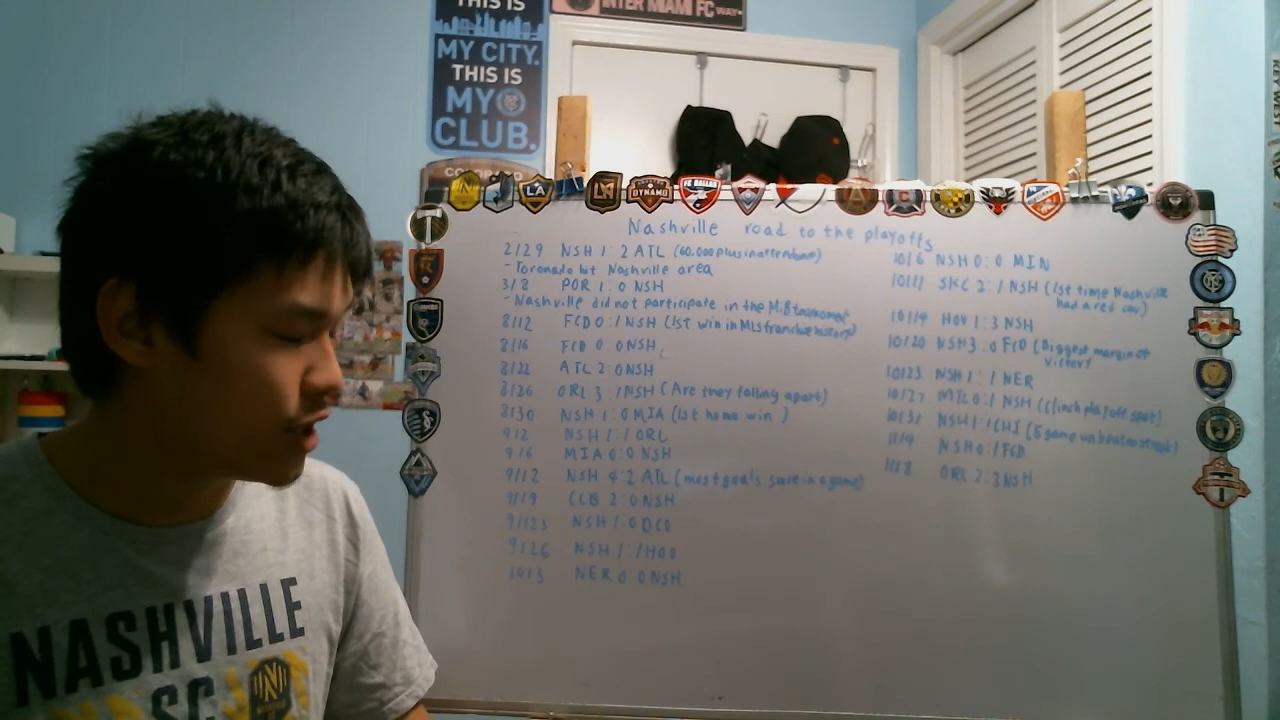 THIS IS
MY CITY.
THIS IS
MY
CLUB.
INTER MIAMI FC WAY
FC DALLAS
DYNAMO
LA
Nashville road to the playoffs
2/29 NSH 1:2 ATL (60,000 plus in attendance)
- Toronado hit Nashville area
3/8 POR 1:0 NSH
- Nashville did not participate in the MiB tournament
8/12 FCD 0:1 NSH (1st win in MLS franchise history)
8/16 FCD 0 0 NSH
8/22 ATL 2:0 NSH
8/26 ORL 3:1 NSH (Are they falling apart)
8/30 NSH 1:0 MIA (1st home win)
9/2 NSH 1:1 ORL
9/6 MIA 0:0 NSH
9/12 NSH 4:2 ATL (most goals score in a game)
9/19 CLB 2:0 NSH
9/23 NSH 1:0 DCU
9/26 NSH 1:1 HOU
10/3 NER 0:0 NSH
10/6 NSH 0:0 MIN
10/11 SKC 2:1 NSH (1st time Nashville
had a red car)
10/14 HOU 1:3 NSH
10/20 NSH 3:0 FCD (Biggest margin of
victory)
10/23 NSH 1:1 NER
10/27 MTL 0:1 NSH (Clinch playoff spot)
10/31 NSH 1:1 CHI (5 game unbeaten streak)
11/4 NSH 0:1 FCD
11/8 ORL 2:3 NSH
NASHVILLE
SC